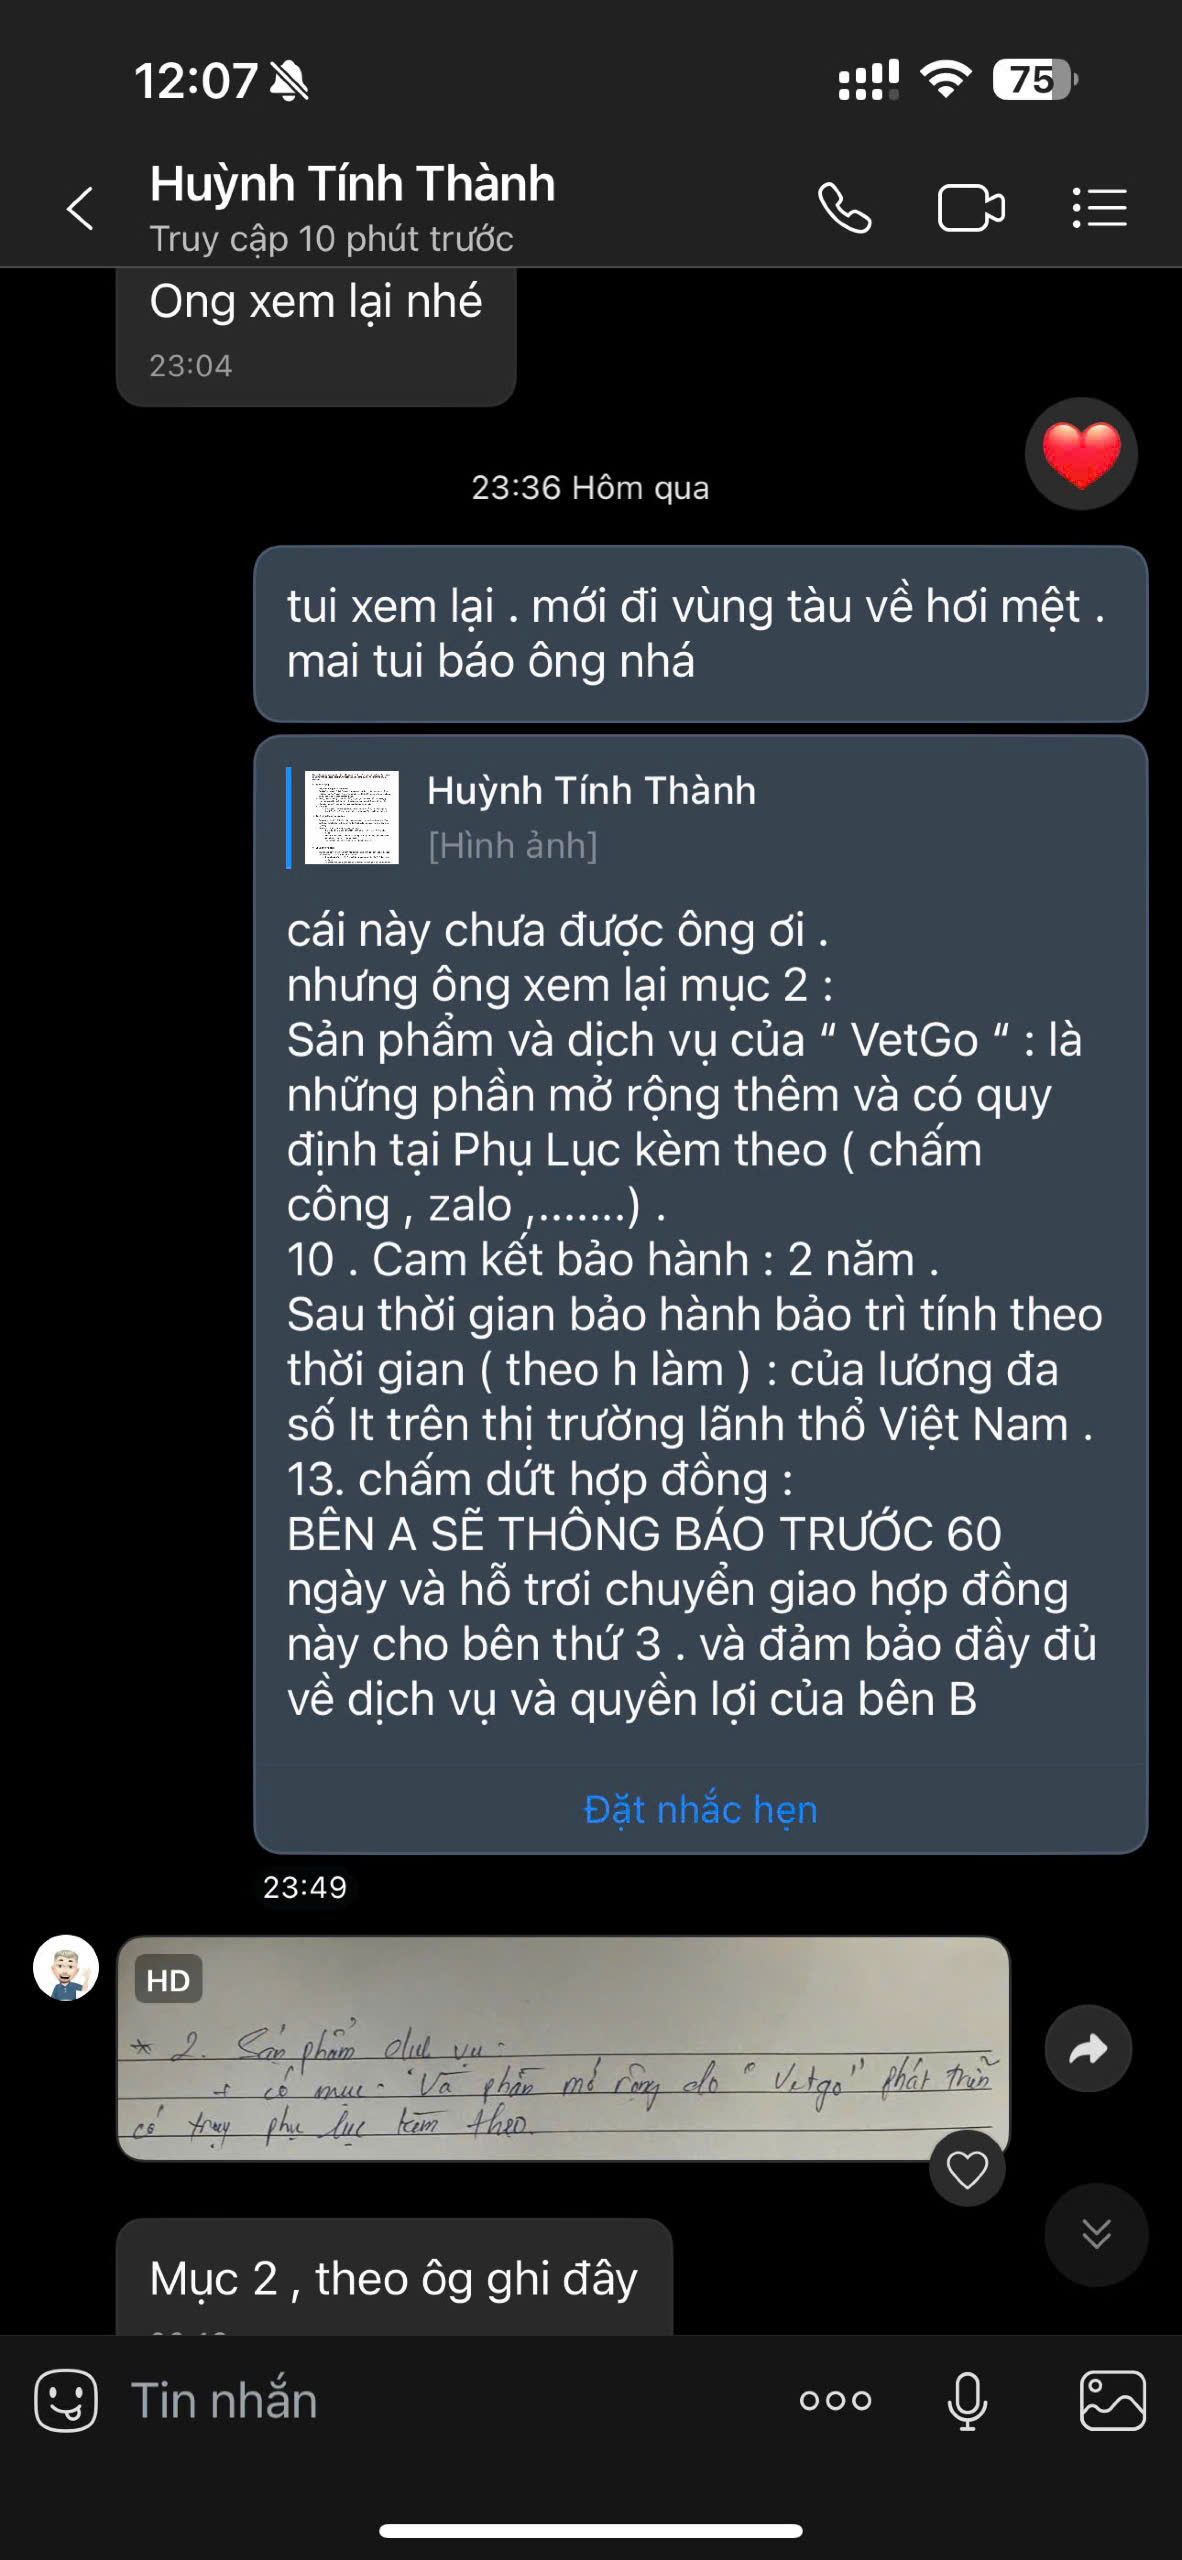 12:07
75
Huỳnh Tính Thành
Truy cập 10 phút trước
Ong xem lại nhé
23:04
23:36 Hôm qua
tui xem lại . mới đi vùng tàu về hơi mệt .
mai tui báo ông nhá
Huỳnh Tính Thành
[Hình ảnh]
cái này chưa được ông ơi .
nhưng ông xem lại mục 2 :
Sản phẩm và dịch vụ của “ VetGo “ : là
những phần mở rộng thêm và có quy
định tại Phụ Lục kèm theo ( chấm
công , zalo ,.......) .
10 . Cam kết bảo hành : 2 năm .
Sau thời gian bảo hành bảo trì tính theo
thời gian ( theo h làm ) : của lương đa
số It trên thị trường lãnh thổ Việt Nam .
13. chấm dứt hợp đồng :
BÊN A SẼ THÔNG BÁO TRƯỚC 60
ngày và hỗ trơi chuyển giao hợp đồng
này cho bên thứ 3 . và đảm bảo đầy đủ
về dịch vụ và quyền lợi của bên B
Đặt nhắc hẹn
23:49
HD
* 2. Sản phẩm dịch vụ:
+ có mục: "Và phần mở rộng do "Vetgo" phát triển
có phụ lục kèm theo.
Mục 2 , theo ôg ghi đây
Tin nhắn